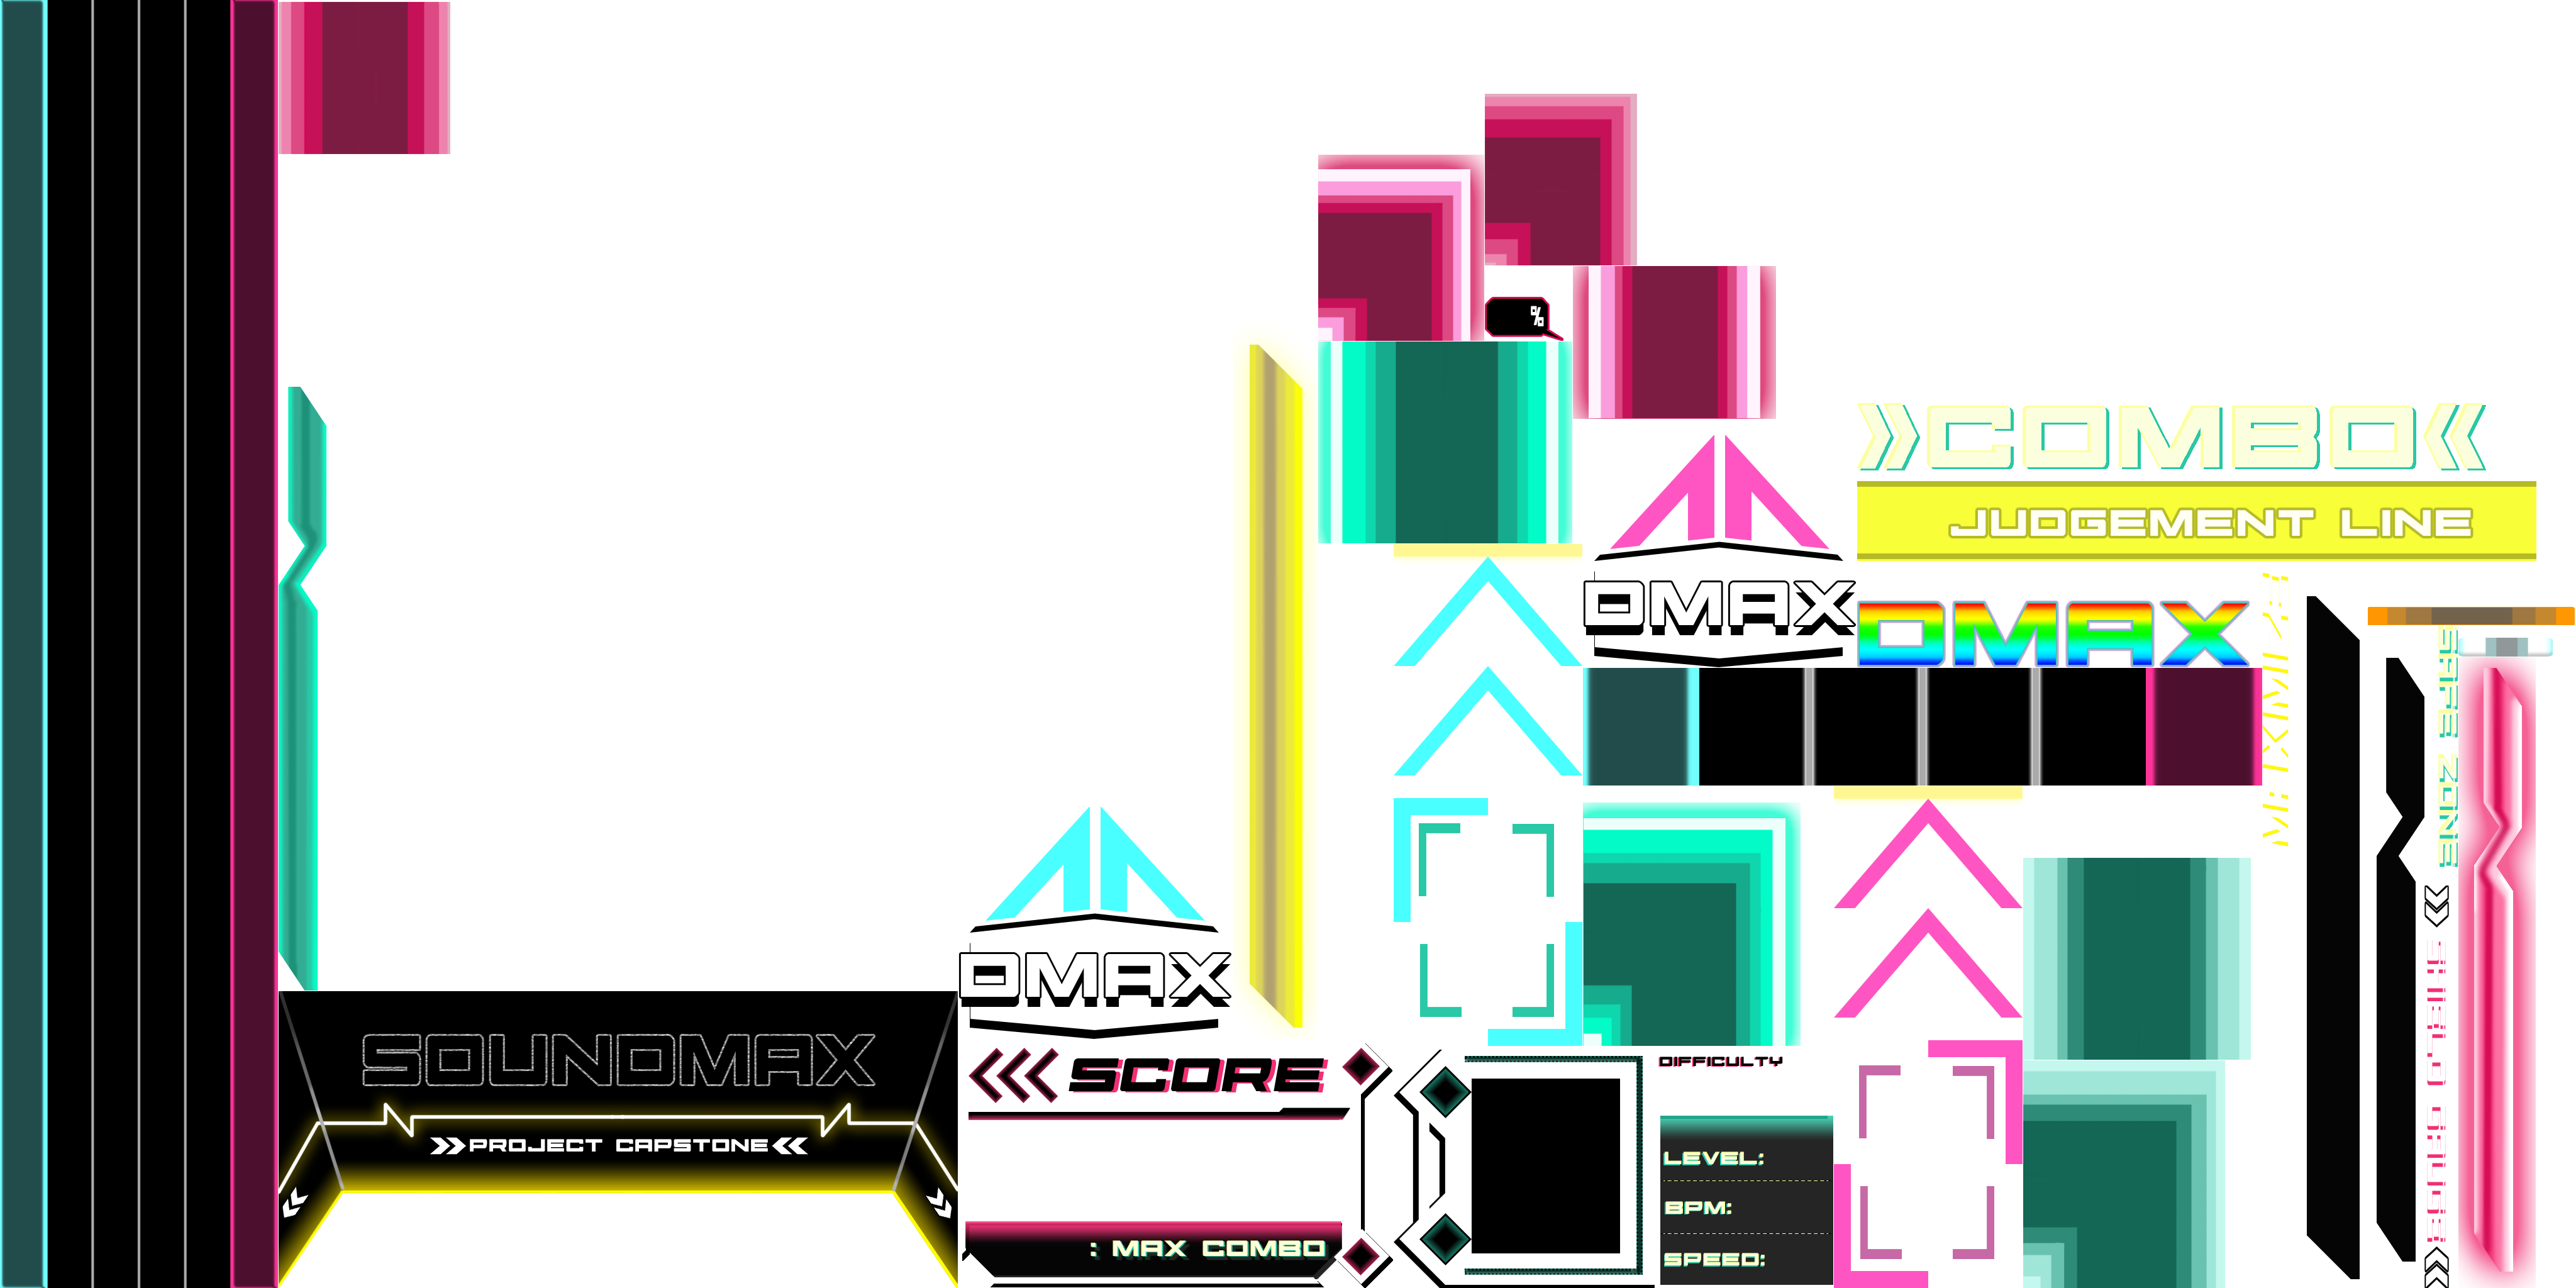 %
COMBO
JUDGEMENT LINE
DMAX
DMAX
SAFE ZONE
DMAX
SOUNDMAX
PROJECT CAPSTONE
SCORE
: MAX COMBO
DIFFICULTY
LEVEL:
BPM:
SPEED: